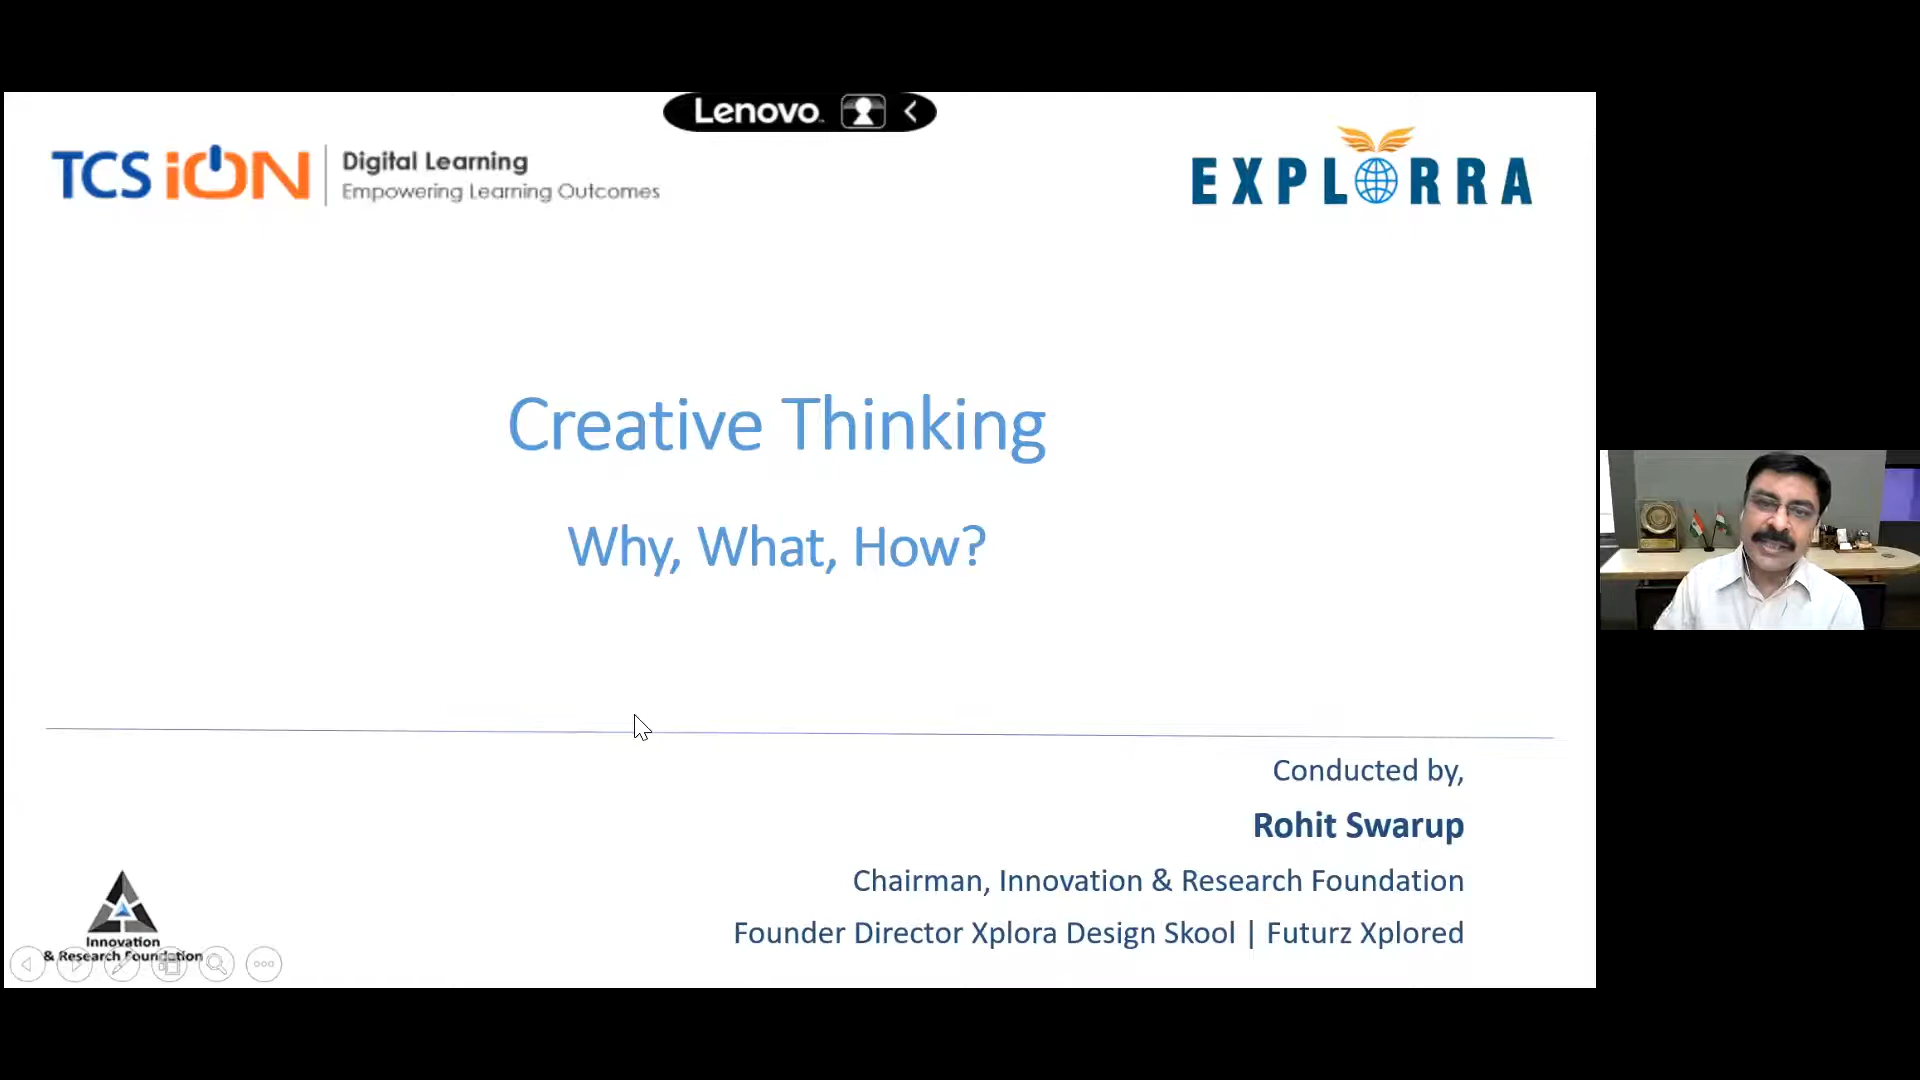 Lenovo
TCS iON
Digital Learning
Empowering Learning Outcomes
EXPLORRA
Creative Thinking
Why, What, How?
Conducted by,
Rohit Swarup
Chairman, Innovation & Research Foundation
Founder Director Xplora Design Skool | Futurz Xplored
Innovation
& Research Foundation